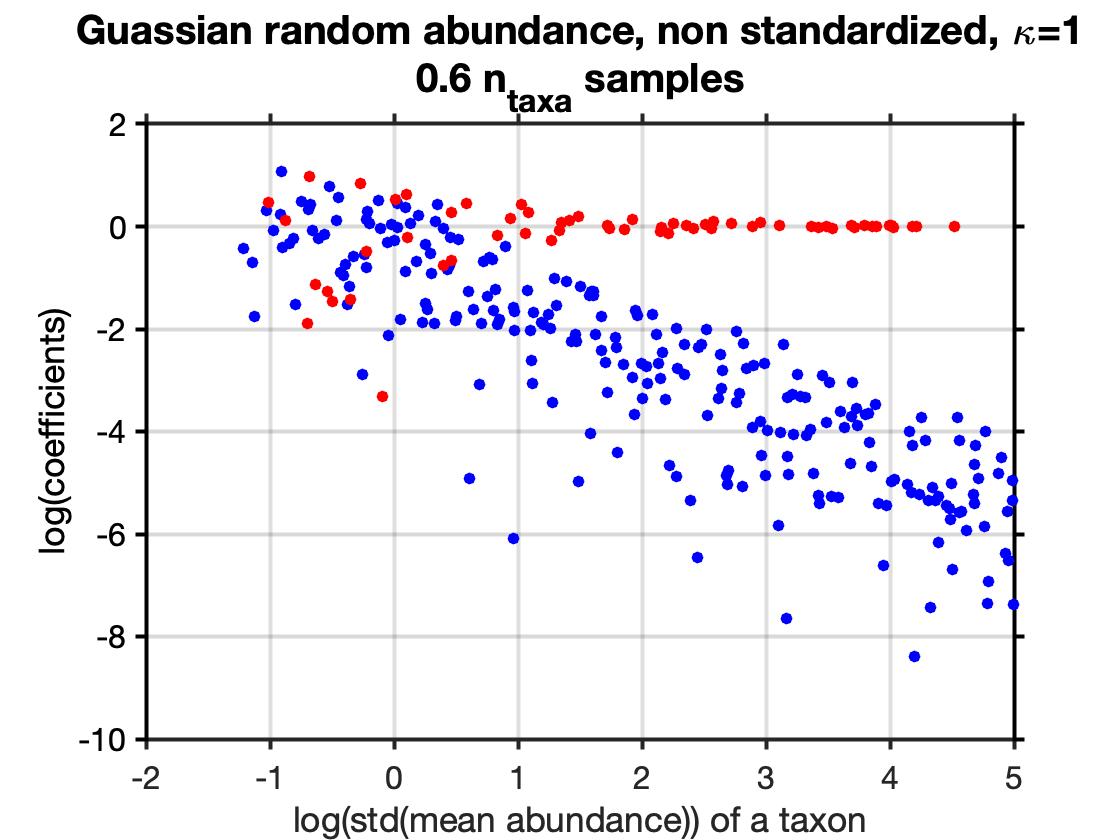 Guassian random abundance, non standardized, κ=1
0.6 n_taxa samples
2
0
-2
-4
-6
-8
-10
log(coefficients)
-2 -1 0 1 2 3 4 5
log(std(mean abundance)) of a taxon